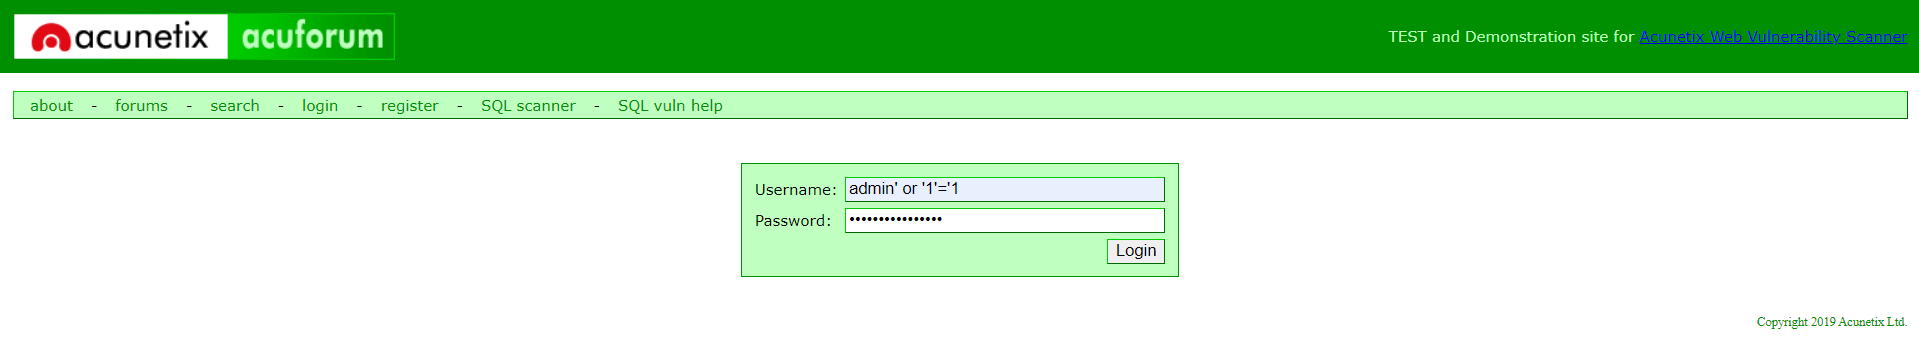 acunetix acuforum
TEST and Demonstration site for Acunetix Web Vulnerability Scanner
about - forums - search - login - register - SQL scanner - SQL vuln help
Username: admin' or '1'='1
Password: ••••••••••••••••
Login
Copyright 2019 Acunetix Ltd.